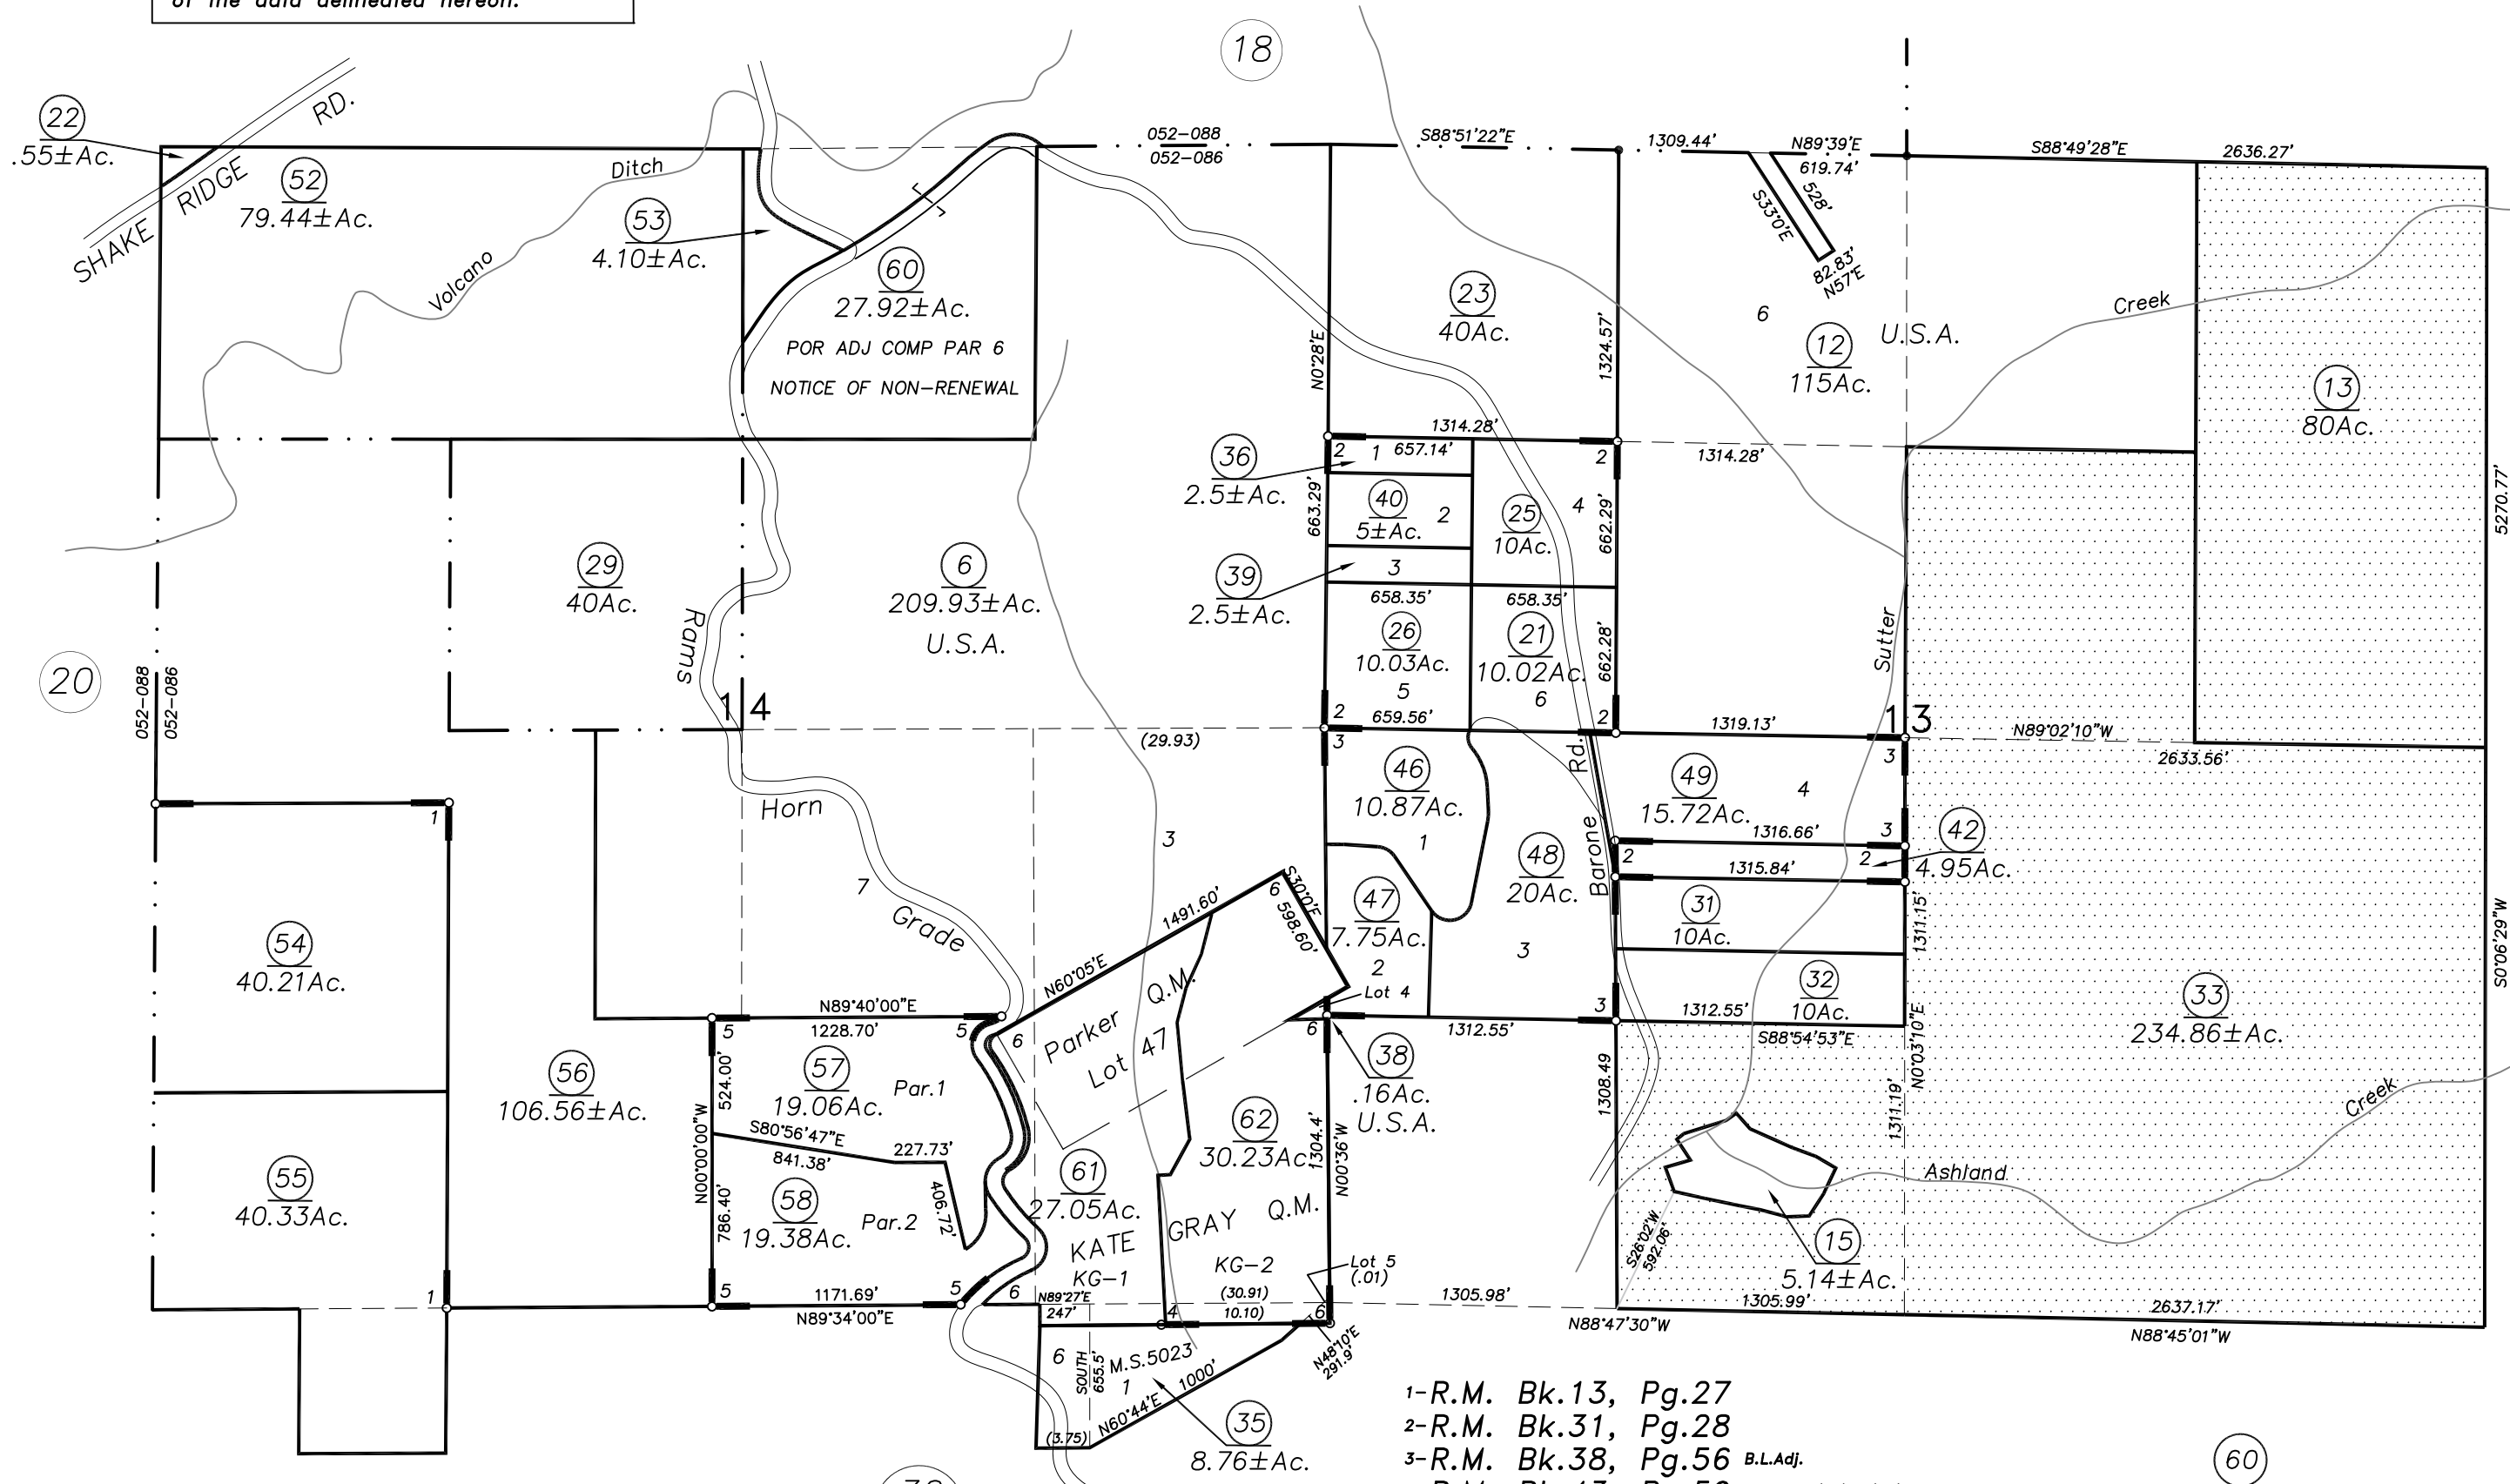 of the data delineated hereon.
18
22
.55±Ac.
SHAKE RIDGE RD.
52
79.44±Ac.
Volcano Ditch
53
4.10±Ac.
60
27.92±Ac.
POR ADJ COMP PAR 6
NOTICE OF NON-RENEWAL
052-088
052-086
S88°51'22"E
1309.44'
N89°39'E
619.74'
S88°49'28"E
2636.27'
S33°0'E
528'
82.83'
N57°E
23
40Ac.
N0°28'E
1324.57'
6
12
115Ac.
U.S.A.
Creek
13
80Ac.
5270.77'
1314.28'
657.14'
1314.28'
36
2.5±Ac.
2
1
2
663.29'
40
5±Ac.
2
25
10Ac.
4
662.29'
39
2.5±Ac.
3
658.35'
658.35'
26
10.03Ac.
5
21
10.02Ac.
6
662.28'
29
40Ac.
6
209.93±Ac.
U.S.A.
Rams
Sutter
20
052-088
052-086
14
(29.93)
2
3
659.56'
2
1319.13'
13
N89°02'10"W
2633.56'
1
Horn
7
Grade
3
46
10.87Ac.
1
Barone Rd.
49
15.72Ac.
4
3
3
1316.66'
42
4.95Ac.
2
2
1315.84'
48
20Ac.
3
47
7.75Ac.
2
31
10Ac.
1311.15'
S0°06'29"W
54
40.21Ac.
1491.60'
N60°05'E
6
S30°0'E
598.60'
Lot 4
32
10Ac.
3
1312.55'
1312.55'
S88°54'53"E
N0°03'10"E
33
234.86±Ac.
N89°40'00"E
1228.70'
5
5
6
6
Parker Q.M.
Lot 47
38
.16Ac.
U.S.A.
1308.49
1311.19'
Creek
56
106.56±Ac.
524.00'
N00°00'00"W
57
19.06Ac.
Par.1
S80°56'47"E
841.38'
227.73'
406.72'
62
30.23Ac.
1304.4'
N00°36'W
Ashland
55
40.33Ac.
786.40'
58
19.38Ac.
Par.2
61
27.05Ac.
KATE GRAY Q.M.
KG-1
KG-2
S26°02'W
592.06'
15
5.14±Ac.
1
5
1171.69'
N89°34'00"E
5
6
N89°27'E
247'
4
(30.91)
10.10)
6
Lot 5
(.01)
1305.98'
N88°47'30"W
1305.99'
2637.17'
N88°45'01"W
6
SOUTH
655.5'
M.S.5023
1
1000'
N60°44'E
N48°10'E
291.9'
(3.75)
35
8.76±Ac.
1-R.M. Bk.13, Pg.27
2-R.M. Bk.31, Pg.28
3-R.M. Bk.38, Pg.56 B.L.Adj.
60